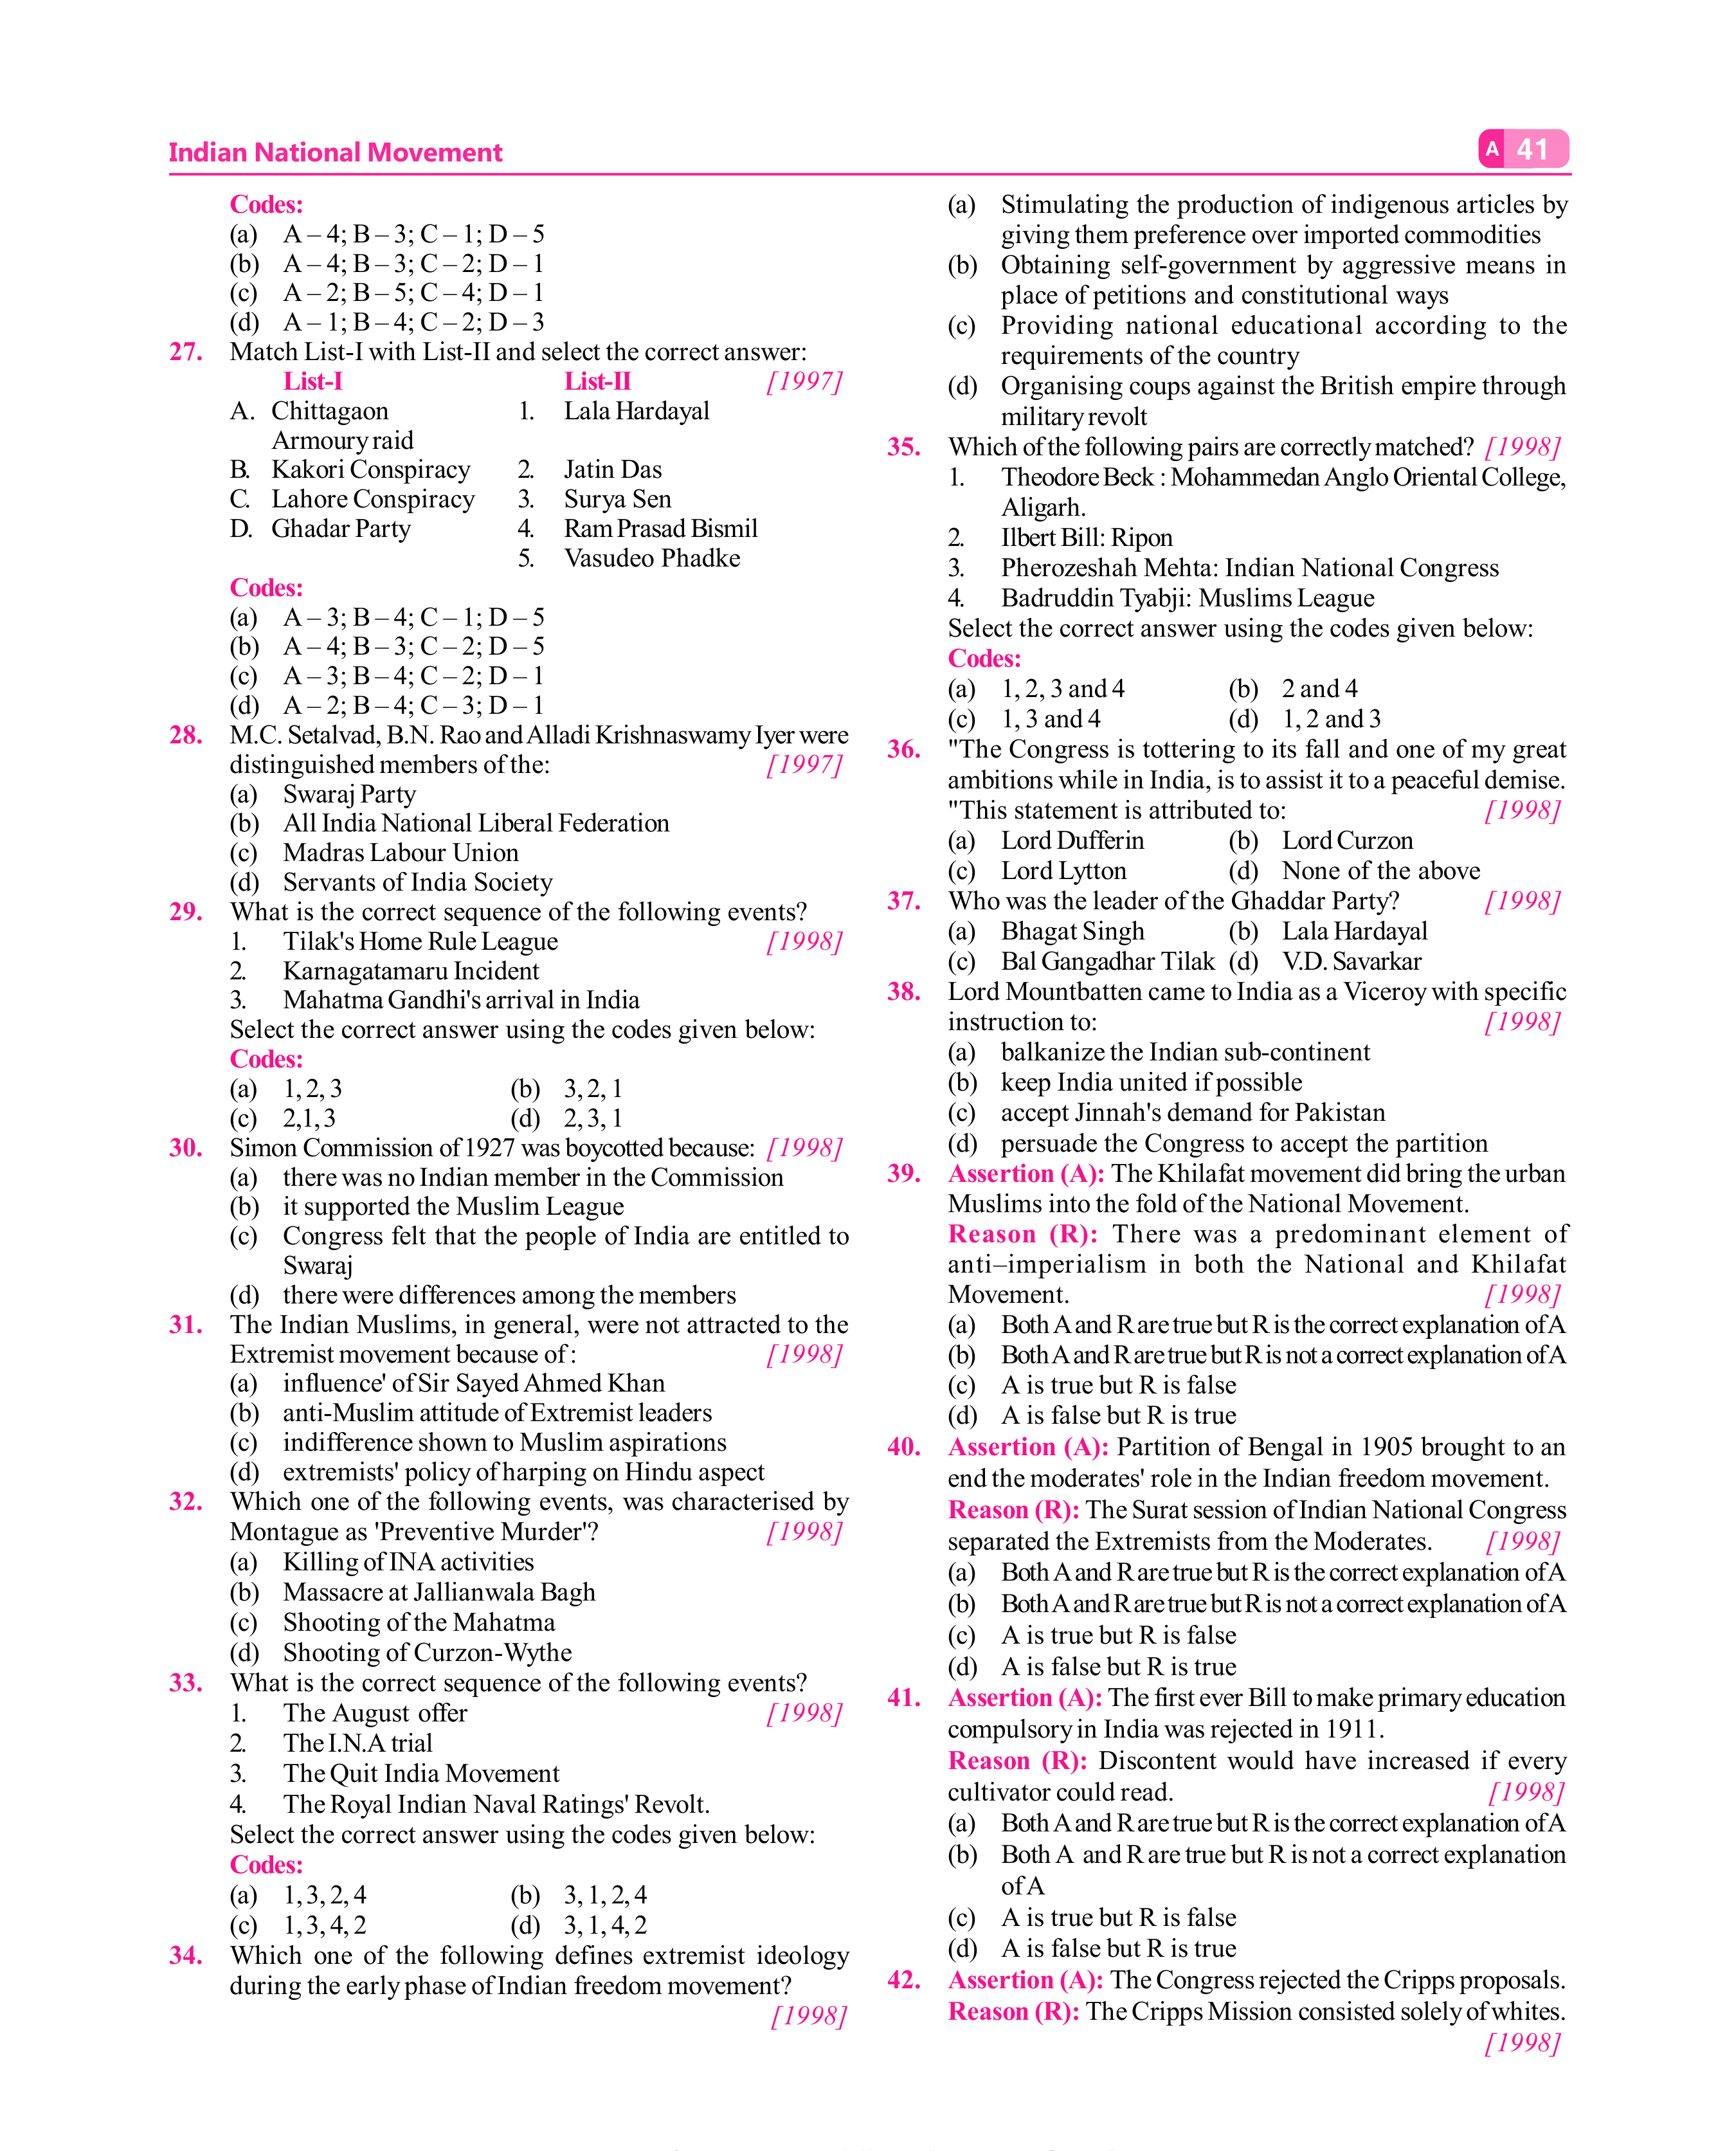 Indian National Movement
A 41
Codes:
(a) A – 4; B – 3; C – 1; D – 5
(b) A – 4; B – 3; C – 2; D – 1
(c) A – 2; B – 5; C – 4; D – 1
(d) A – 1; B – 4; C – 2; D – 3
27. Match List-I with List-II and select the correct answer:
List-I List-II [1997]
A. Chittagaon 1. Lala Hardayal
Armoury raid
B. Kakori Conspiracy 2. Jatin Das
C. Lahore Conspiracy 3. Surya Sen
D. Ghadar Party 4. Ram Prasad Bismil
5. Vasudeo Phadke
Codes:
(a) A – 3; B – 4; C – 1; D – 5
(b) A – 4; B – 3; C – 2; D – 5
(c) A – 3; B – 4; C – 2; D – 1
(d) A – 2; B – 4; C – 3; D – 1
28. M.C. Setalvad, B.N. Rao and Alladi Krishnaswamy Iyer were
distinguished members of the: [1997]
(a) Swaraj Party
(b) All India National Liberal Federation
(c) Madras Labour Union
(d) Servants of India Society
29. What is the correct sequence of the following events?
1. Tilak's Home Rule League [1998]
2. Karnagatamaru Incident
3. Mahatma Gandhi's arrival in India
Select the correct answer using the codes given below:
Codes:
(a) 1, 2, 3 (b) 3, 2, 1
(c) 2,1, 3 (d) 2, 3, 1
30. Simon Commission of 1927 was boycotted because: [1998]
(a) there was no Indian member in the Commission
(b) it supported the Muslim League
(c) Congress felt that the people of India are entitled to
Swaraj
(d) there were differences among the members
31. The Indian Muslims, in general, were not attracted to the
Extremist movement because of : [1998]
(a) influence' of Sir Sayed Ahmed Khan
(b) anti-Muslim attitude of Extremist leaders
(c) indifference shown to Muslim aspirations
(d) extremists' policy of harping on Hindu aspect
32. Which one of the following events, was characterised by
Montague as 'Preventive Murder'? [1998]
(a) Killing of INA activities
(b) Massacre at Jallianwala Bagh
(c) Shooting of the Mahatma
(d) Shooting of Curzon-Wythe
33. What is the correct sequence of the following events?
1. The August offer [1998]
2. The I.N.A trial
3. The Quit India Movement
4. The Royal Indian Naval Ratings' Revolt.
Select the correct answer using the codes given below:
Codes:
(a) 1, 3, 2, 4 (b) 3, 1, 2, 4
(c) 1, 3, 4, 2 (d) 3, 1, 4, 2
34. Which one of the following defines extremist ideology
during the early phase of Indian freedom movement?
[1998]
(a) Stimulating the production of indigenous articles by
giving them preference over imported commodities
(b) Obtaining self-government by aggressive means in
place of petitions and constitutional ways
(c) Providing national educational according to the
requirements of the country
(d) Organising coups against the British empire through
military revolt
35. Which of the following pairs are correctly matched? [1998]
1. Theodore Beck : Mohammedan Anglo Oriental College,
Aligarh.
2. Ilbert Bill: Ripon
3. Pherozeshah Mehta: Indian National Congress
4. Badruddin Tyabji: Muslims League
Select the correct answer using the codes given below:
Codes:
(a) 1, 2, 3 and 4 (b) 2 and 4
(c) 1, 3 and 4 (d) 1, 2 and 3
36. "The Congress is tottering to its fall and one of my great
ambitions while in India, is to assist it to a peaceful demise.
"This statement is attributed to: [1998]
(a) Lord Dufferin (b) Lord Curzon
(c) Lord Lytton (d) None of the above
37. Who was the leader of the Ghaddar Party? [1998]
(a) Bhagat Singh (b) Lala Hardayal
(c) Bal Gangadhar Tilak (d) V.D. Savarkar
38. Lord Mountbatten came to India as a Viceroy with specific
instruction to: [1998]
(a) balkanize the Indian sub-continent
(b) keep India united if possible
(c) accept Jinnah's demand for Pakistan
(d) persuade the Congress to accept the partition
39. Assertion (A): The Khilafat movement did bring the urban
Muslims into the fold of the National Movement.
Reason (R): There was a predominant element of
anti–imperialism in both the National and Khilafat
Movement. [1998]
(a) Both A and R are true but R is the correct explanation of A
(b) Both A and R are true but R is not a correct explanation of A
(c) A is true but R is false
(d) A is false but R is true
40. Assertion (A): Partition of Bengal in 1905 brought to an
end the moderates' role in the Indian freedom movement.
Reason (R): The Surat session of Indian National Congress
separated the Extremists from the Moderates. [1998]
(a) Both A and R are true but R is the correct explanation of A
(b) Both A and R are true but R is not a correct explanation of A
(c) A is true but R is false
(d) A is false but R is true
41. Assertion (A): The first ever Bill to make primary education
compulsory in India was rejected in 1911.
Reason (R): Discontent would have increased if every
cultivator could read. [1998]
(a) Both A and R are true but R is the correct explanation of A
(b) Both A and R are true but R is not a correct explanation
of A
(c) A is true but R is false
(d) A is false but R is true
42. Assertion (A): The Congress rejected the Cripps proposals.
Reason (R): The Cripps Mission consisted solely of whites.
[1998]